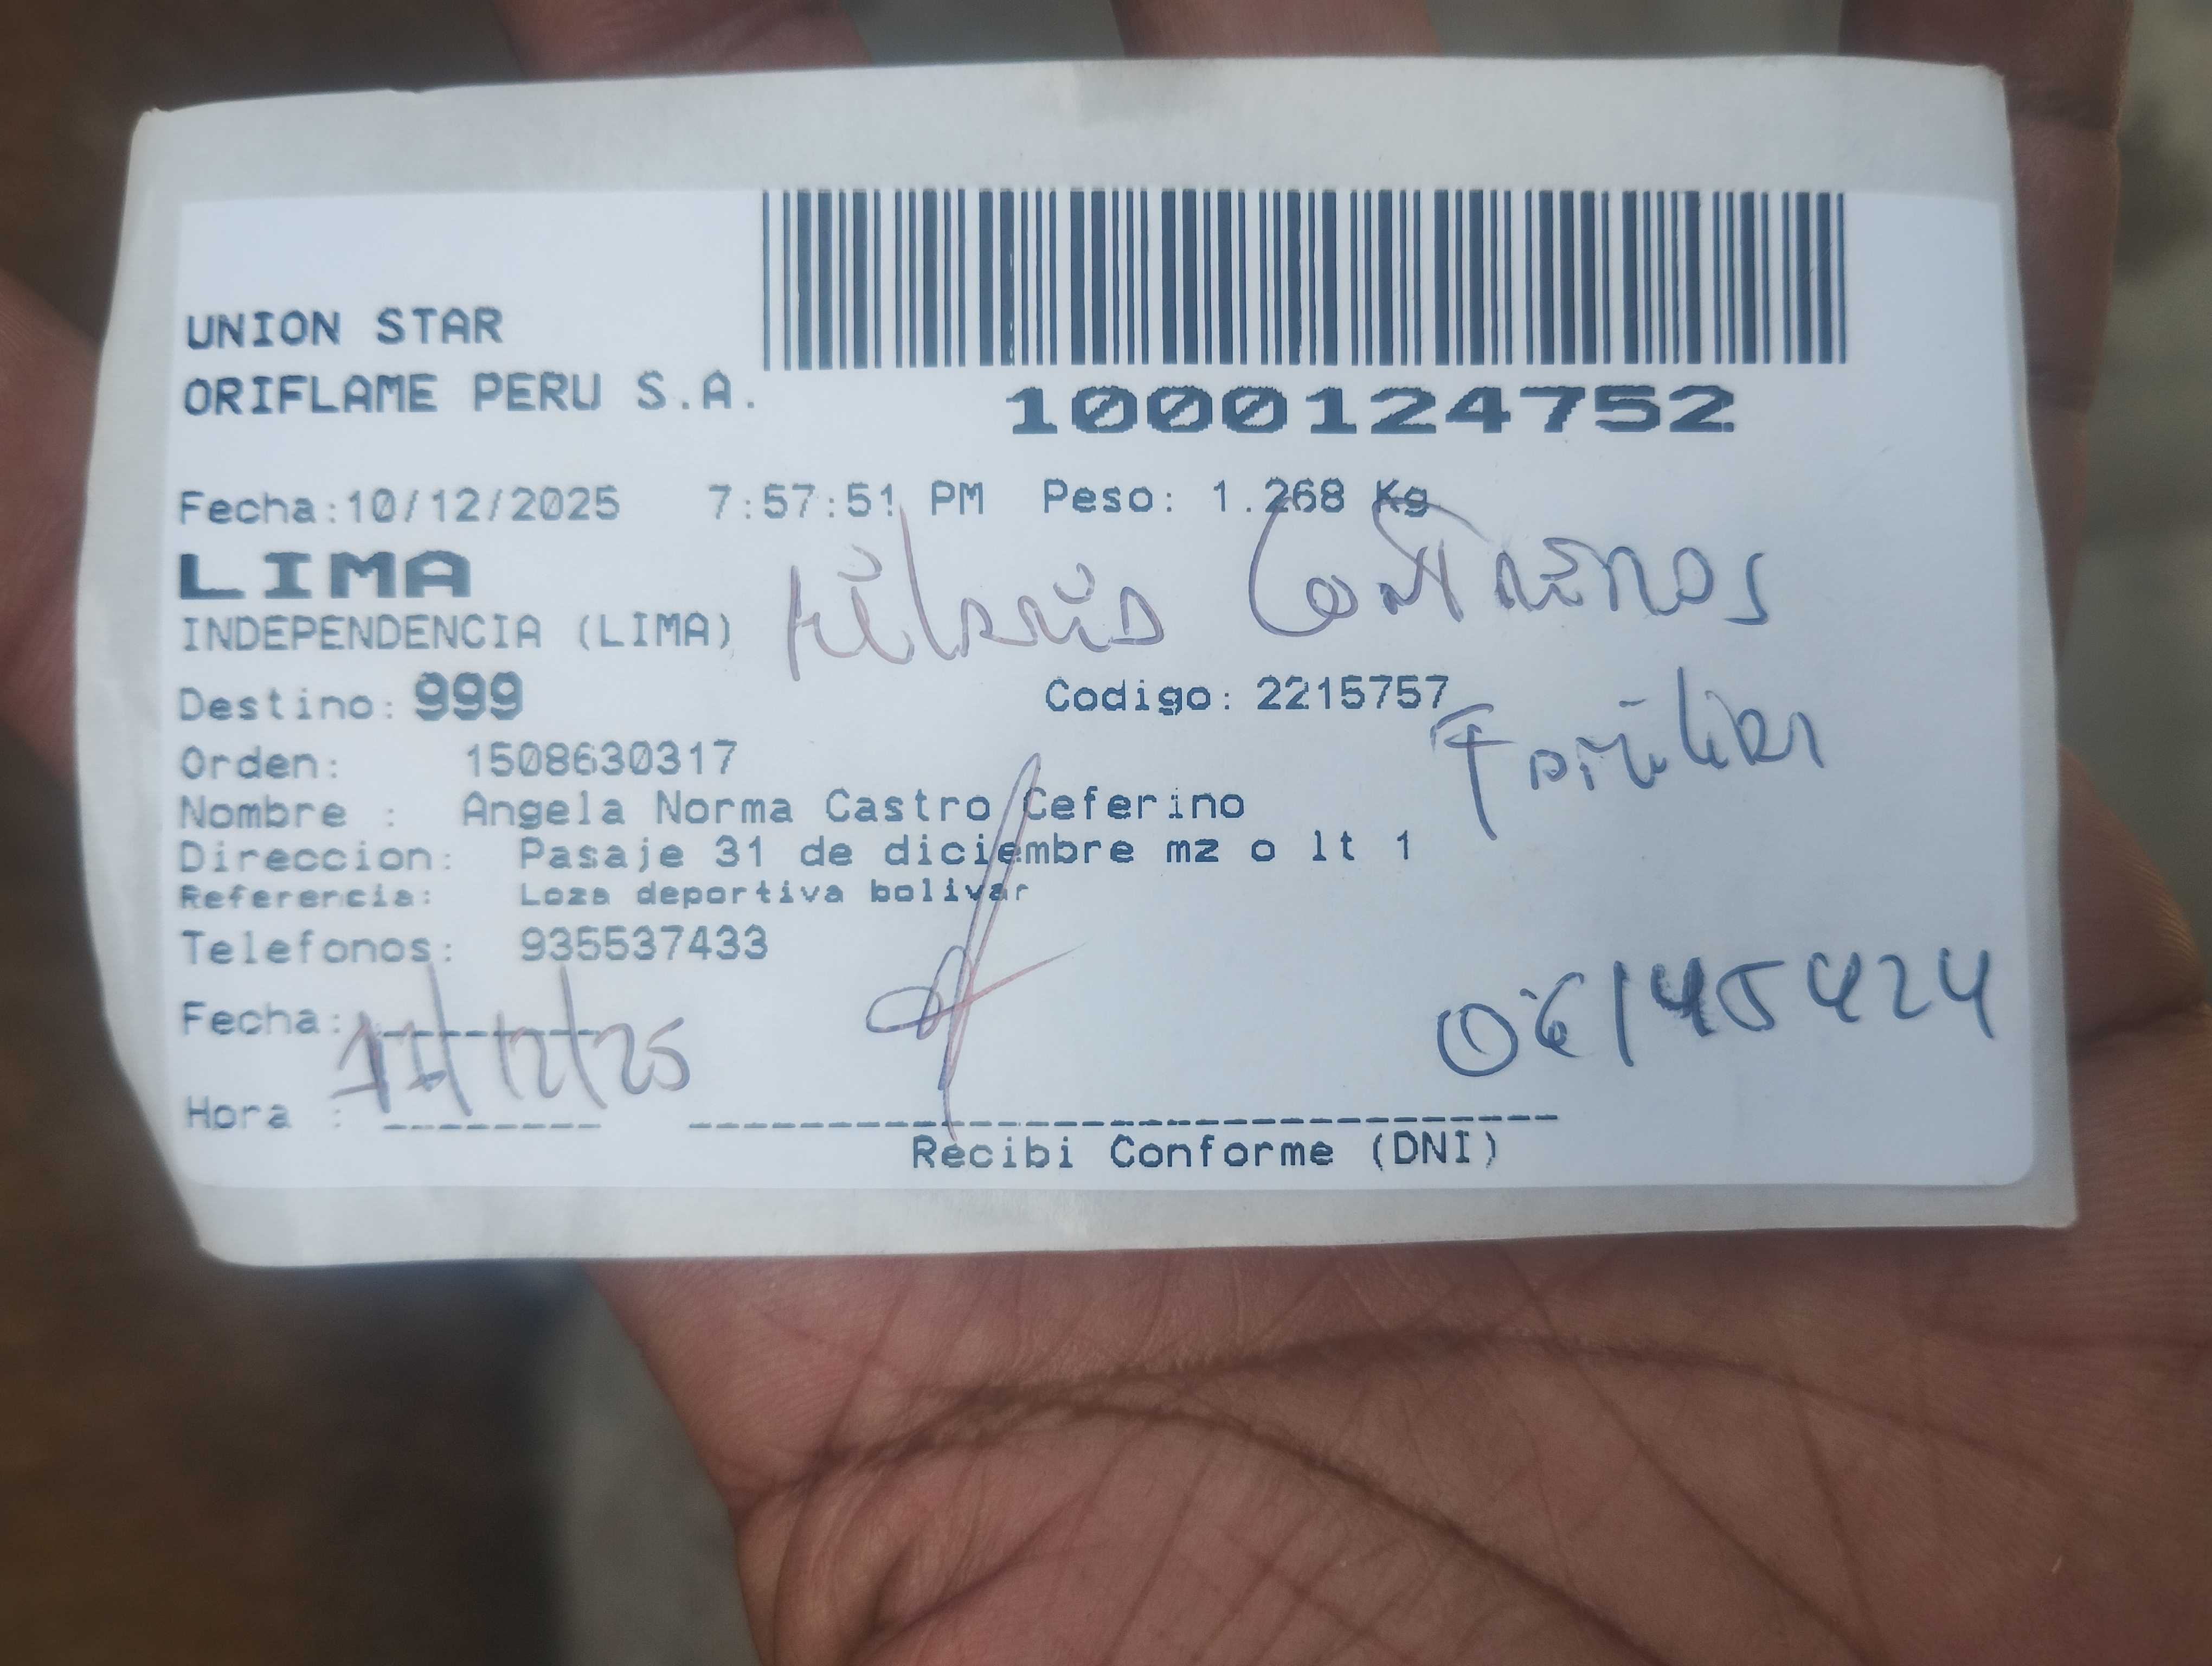 UNION STAR
ORIFLAME PERU S.A.
1000124752
Fecha:10/12/2025 7:57:51 PM Peso: 1.268 Kg
LIMA
INDEPENDENCIA (LIMA)
Destino: 999 Codigo: 2215757
Familiar
Orden: 1508630317
Nombre : Angela Norma Castro Ceferino
Direccion: Pasaje 31 de diciembre mz o lt 1
Referencia: Loza deportiva bolivar
Telefonos: 935537433
06145424
Fecha: 11/12/25
Hora :
Recibi Conforme (DNI)